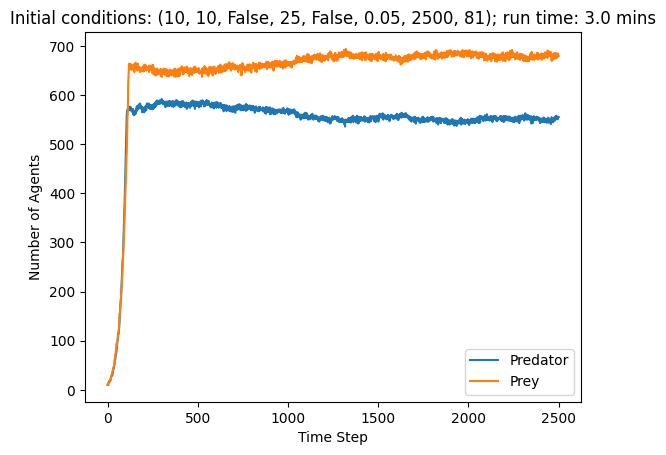 Initial conditions: (10, 10, False, 25, False, 0.05, 2500, 81); run time: 3.0 mins
700
600
500
400
300
200
100
0
Number of Agents
Predator
Prey
0 500 1000 1500 2000 2500
Time Step